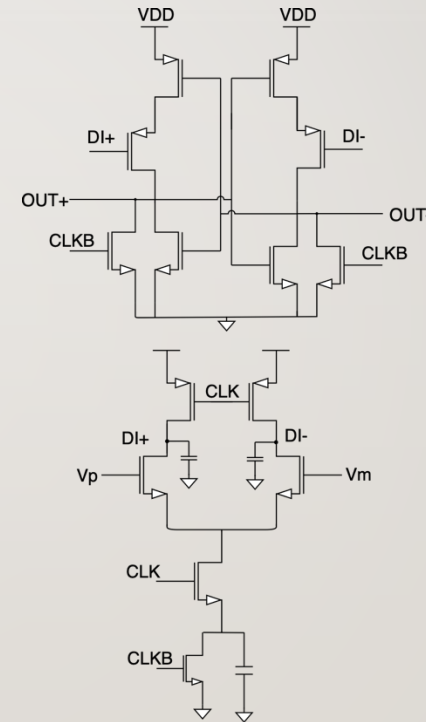 VDD VDD
DI+ DI-
OUT+ OUT
CLKB CLKB
CLK
DI+ DI-
Vp Vm
CLK
CLKB